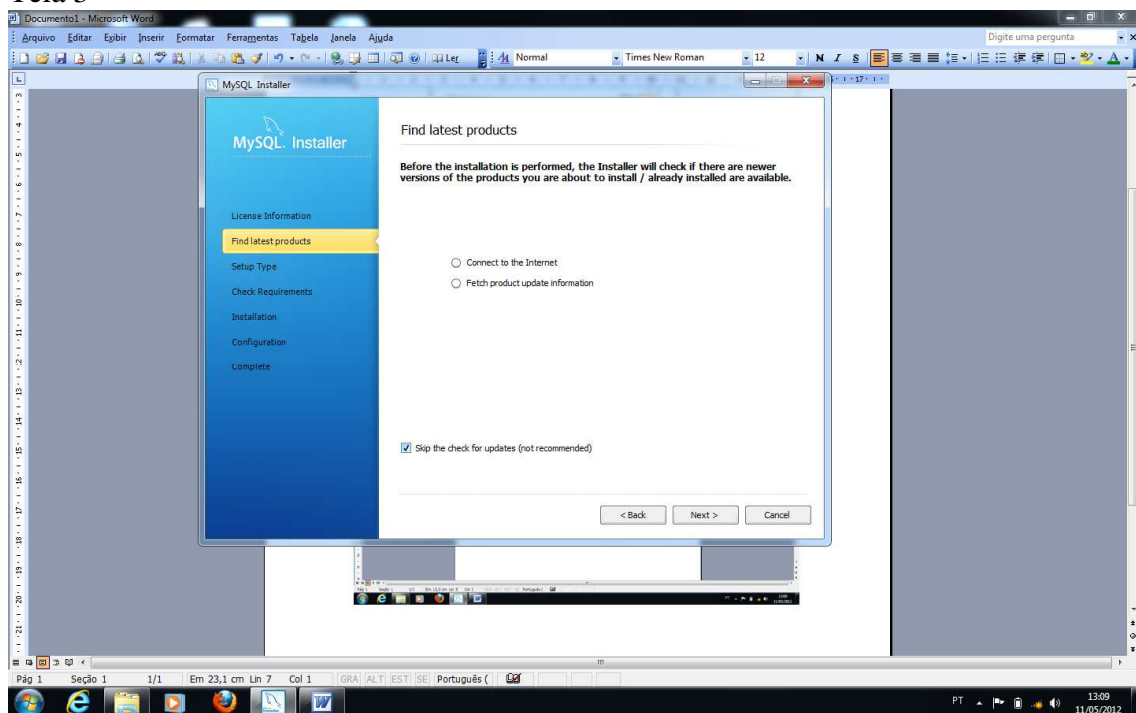 Tela 3
Documento1 - Microsoft Word
Arquivo Editar Exibir Inserir Formatar Ferramentas Tabela Janela Ajuda
Digite uma pergunta
Ler
Normal
Times New Roman
12
N I S
MySQL Installer
MySQL. Installer
License Information
Find latest products
Setup Type
Check Requirements
Installation
Configuration
Complete
Find latest products
Before the installation is performed, the Installer will check if there are newer
versions of the products you are about to install / already installed are available.
Connect to the Internet
Fetch product update information
Skip the check for updates (not recommended)
< Back
Next >
Cancel
Pág 1 Seção 1 1/1 Em 23,1 cm Lin 7 Col 1 GRA ALT EST SE Português (
PT
13:09
11/05/2012